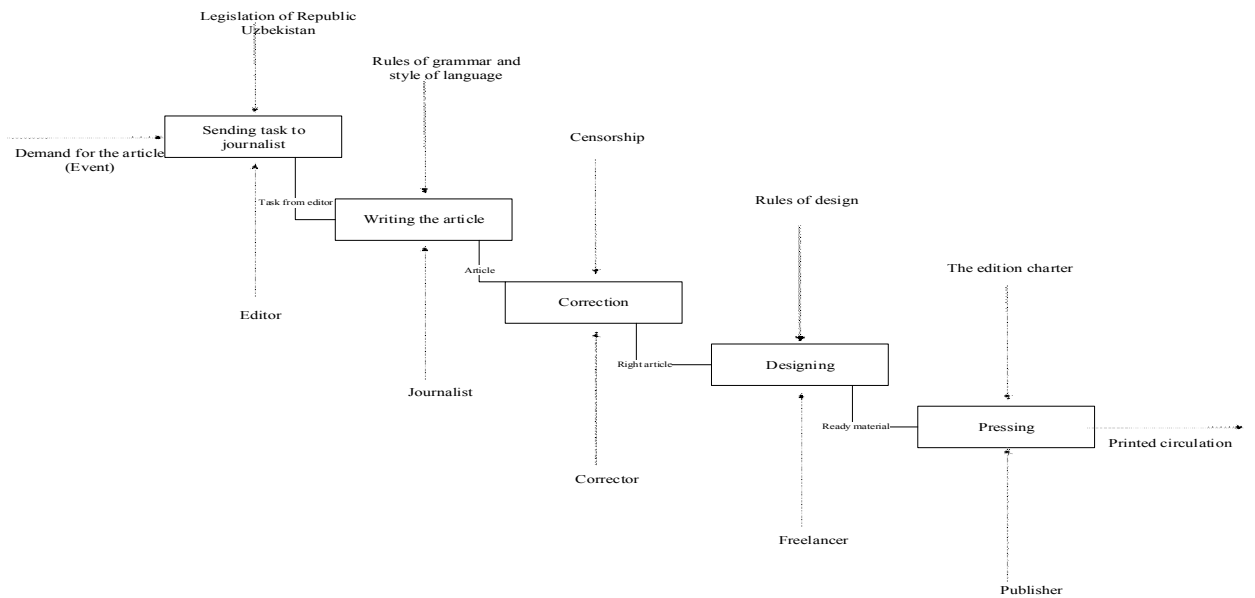 Legislation of Republic
Uzbekistan
Rules of grammar and
style of language
Sending task to
journalist
Censorship
Demand for the article
(Event)
Task from editor
Rules of design
Writing the article
Article
The edition charter
Correction
Editor
Right article
Designing
Journalist
Ready material
Pressing
Printed circulation
Corrector
Freelancer
Publisher